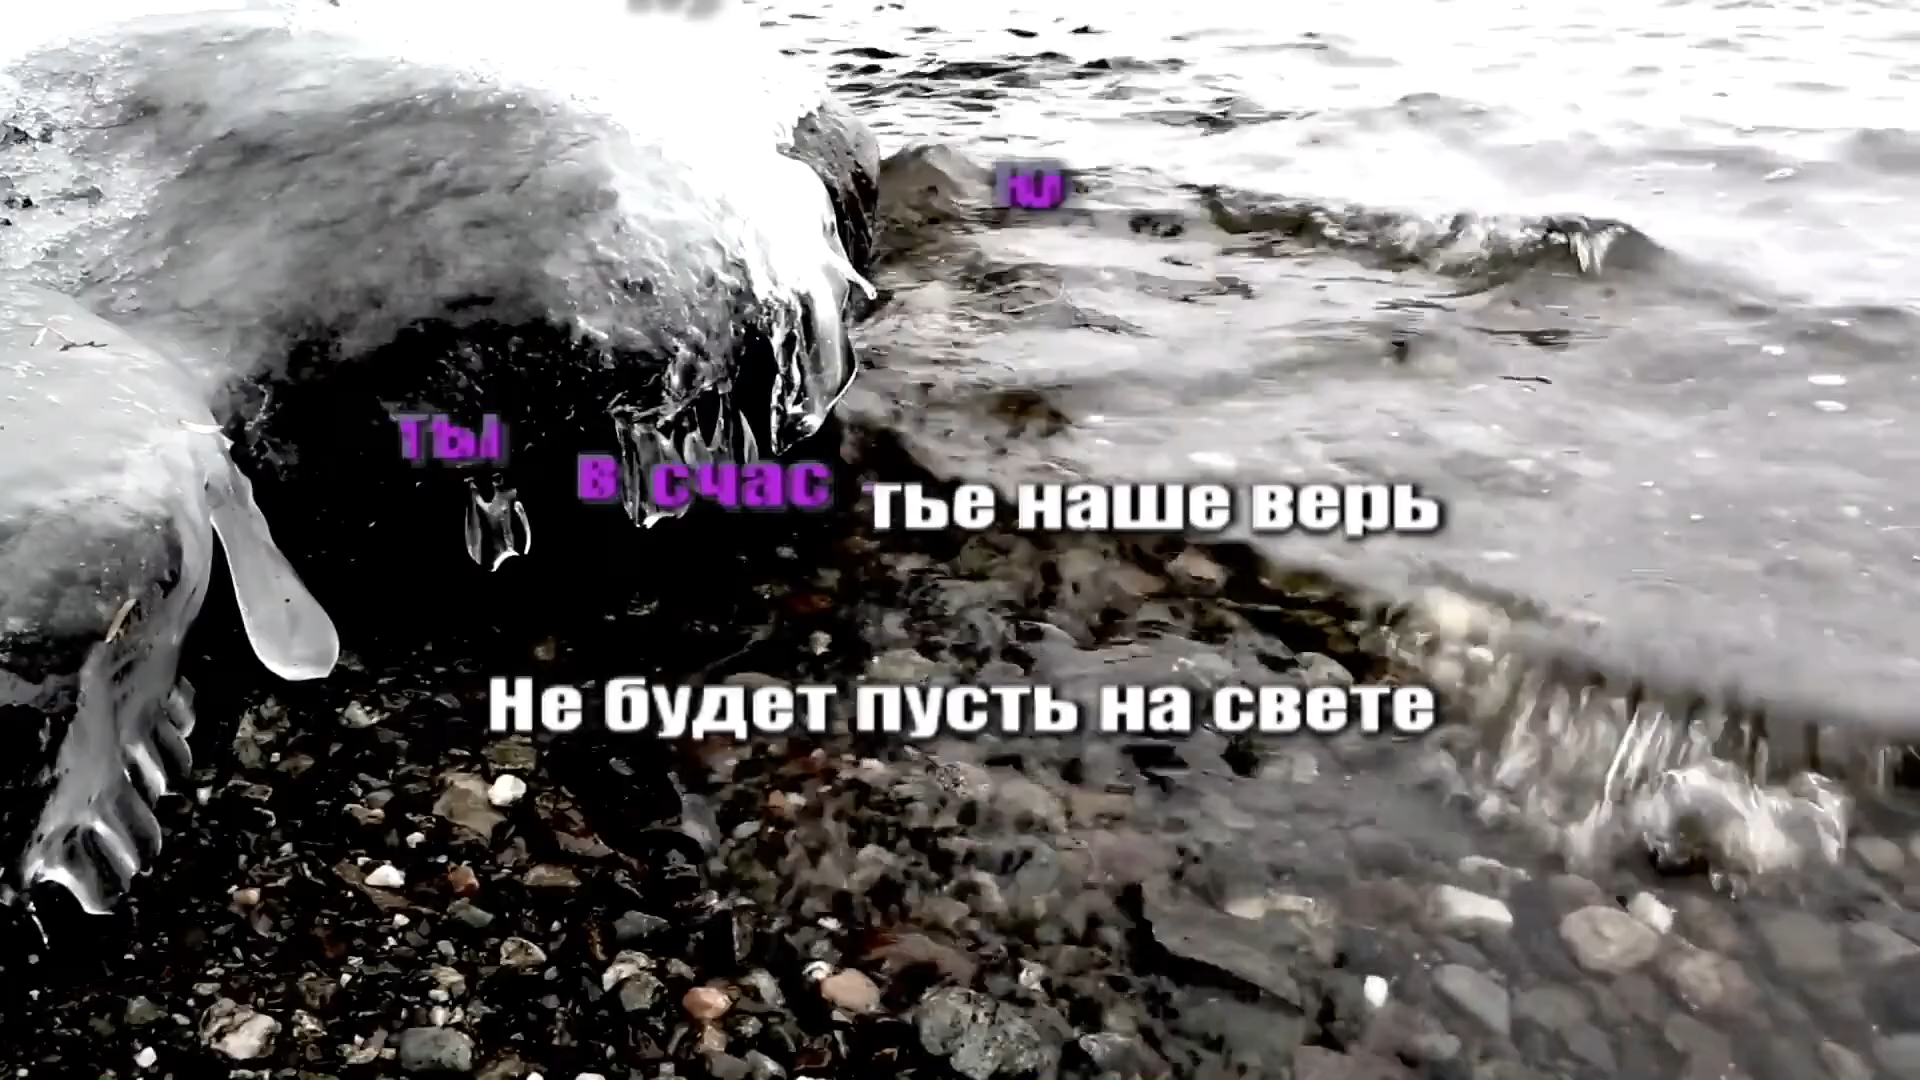 ю
ты в счастье наше верь
Не будет пусть на свете